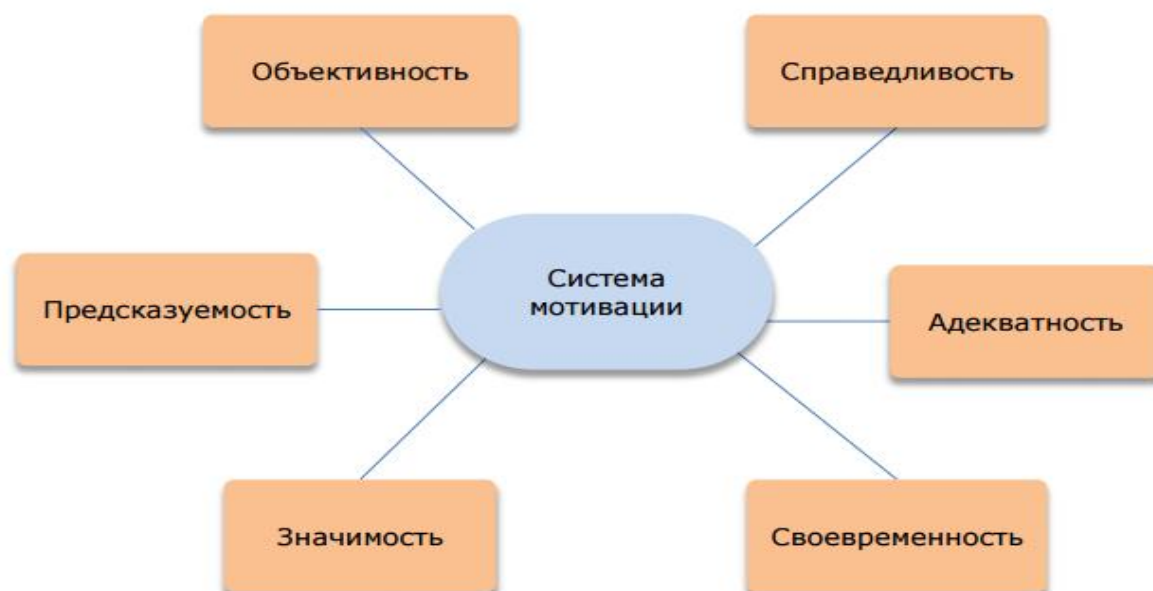 Объективность
Справедливость
Система
мотивации
Предсказуемость
Адекватность
Значимость
Своевременность